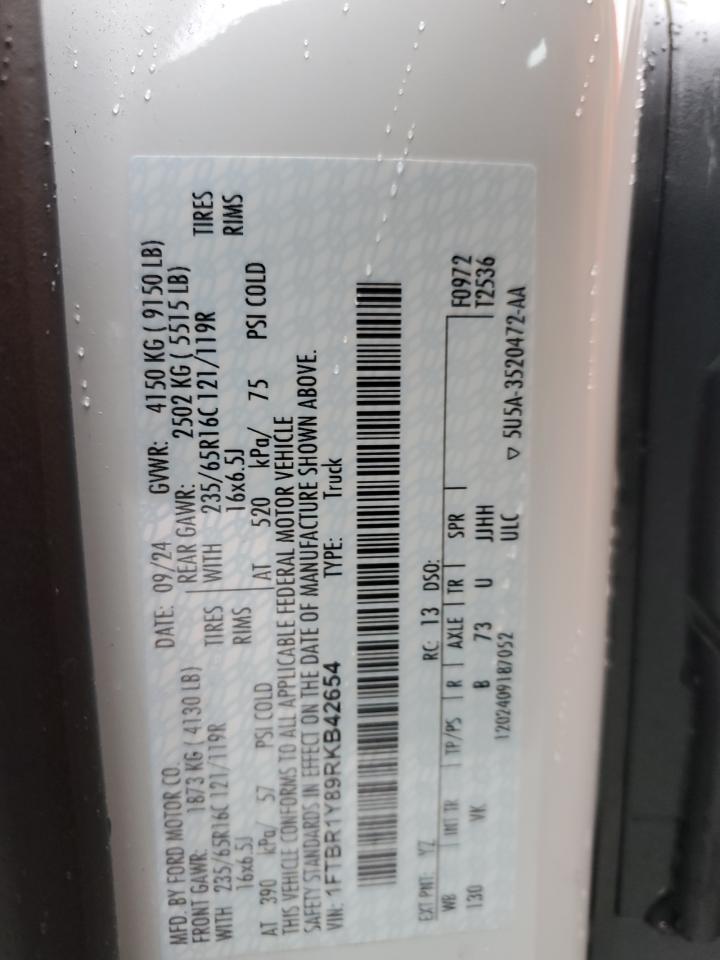 MFD. BY FORD MOTOR CO. DATE: 09/24 GVWR: 4150 KG ( 9150 LB)
FRONT GAWR: 1873 KG ( 4130 LB) REAR GAWR: 2502 KG ( 5515 LB)
WITH 235/65R16C 121/119R TIRES WITH 235/65R16C 121/119R TIRES
16x6.5J RIMS 16x6.5J RIMS
AT 390 kPa/ 57 PSI COLD AT 520 kPa/ 75 PSI COLD
THIS VEHICLE CONFORMS TO ALL APPLICABLE FEDERAL MOTOR VEHICLE
SAFETY STANDARDS IN EFFECT ON THE DATE OF MANUFACTURE SHOWN ABOVE.
VIN: 1FTBR1Y89RKB42654 TYPE: Truck
EXT PNT: YZ RC: 13 DSO: F0972
WB INT TR TP/PS R AXLE TR SPR T2536
130 VK B 73 U JJHH
1202409187052 ULC ▽ 5U5A-3520472-AA